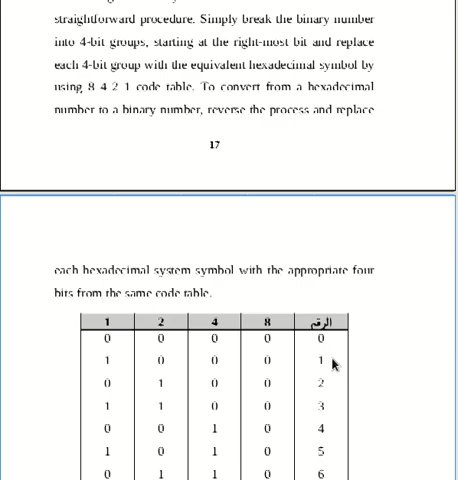 straightforward procedure. Simply break the binary number
into 4-bit groups, starting at the right-most bit and replace
each 4-bit group with the equivalent hexadecimal symbol by
using 8 4 2 1 code table. To convert from a hexadecimal
number to a binary number, reverse the process and replace
17
each hexadecimal system symbol with the appropriate four
bits from the same code table.
1 2 4 8 الرقم
0 0 0 0 0
1 0 0 0 1
0 1 0 0 2
1 1 0 0 3
0 0 1 0 4
1 0 1 0 5
0 1 1 0 6